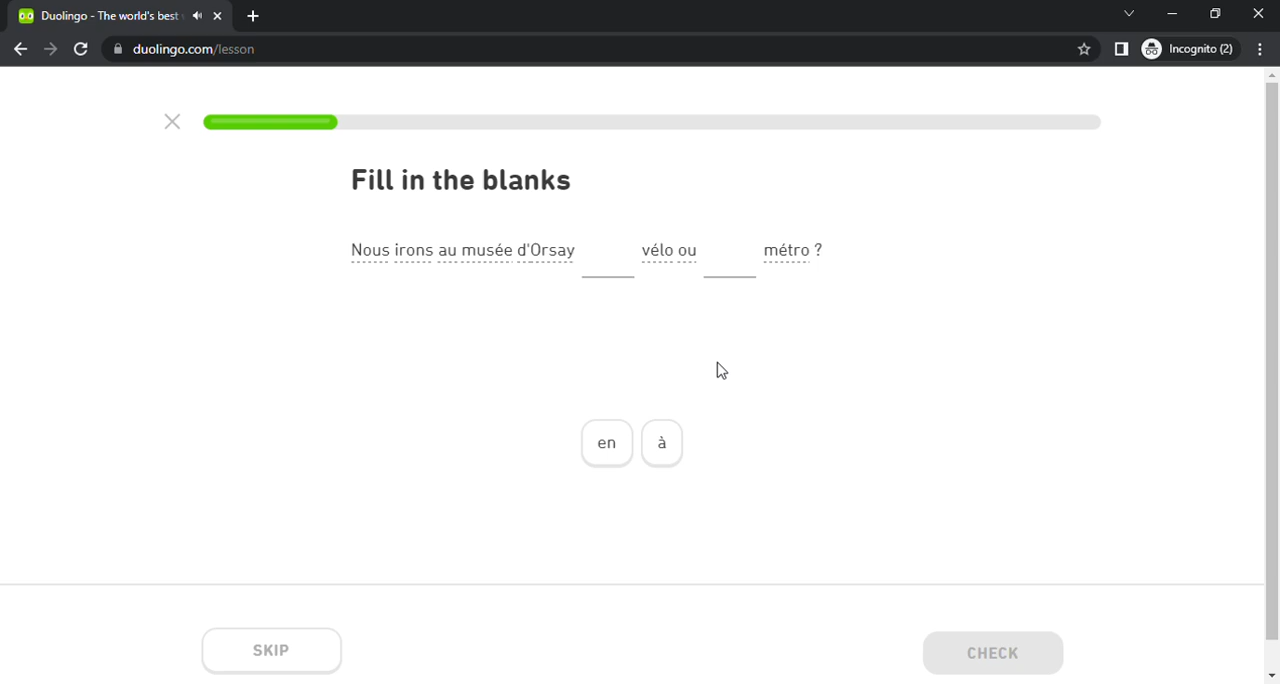 Duolingo - The world's best
duolingo.com/lesson
Incognito (2)
Fill in the blanks
Nous irons au musée d'Orsay vélo ou métro ?
en à
SKIP CHECK